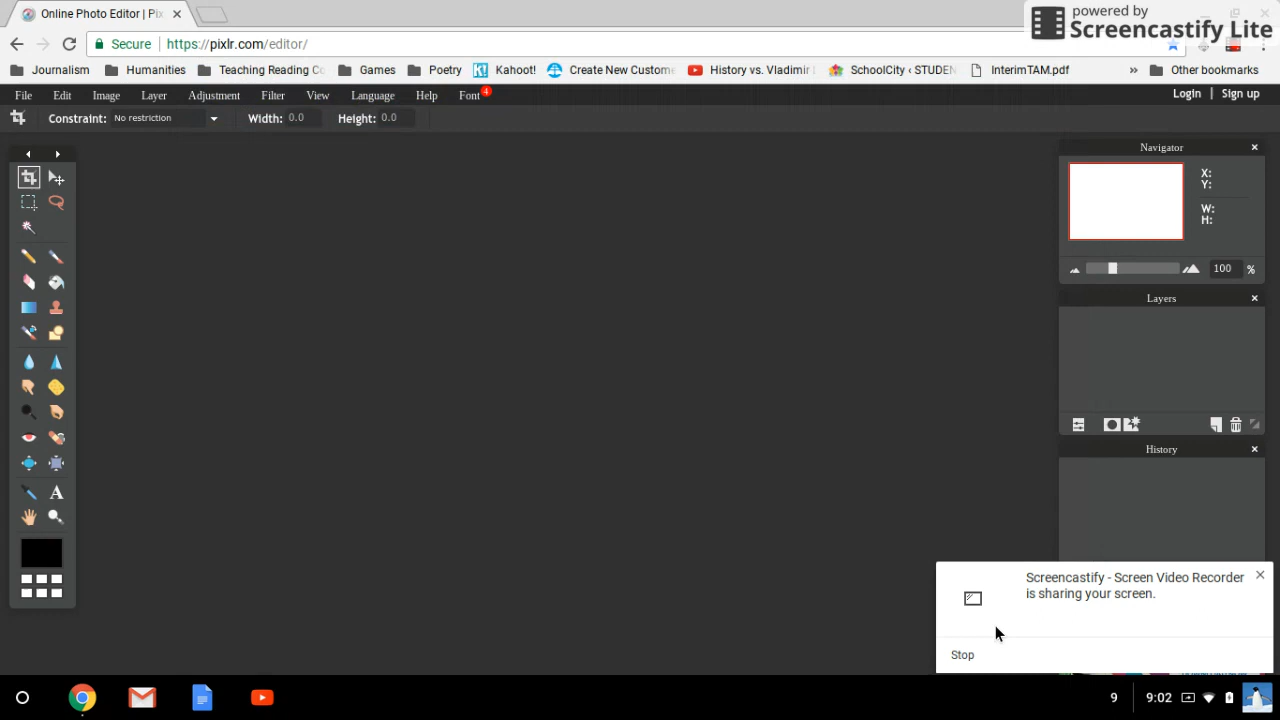 Online Photo Editor | Pix
powered by
Screencastify Lite
Secure https://pixlr.com/editor/
Journalism Humanities Teaching Reading Co Games Poetry Kahoot! Create New Custome History vs. Vladimir SchoolCity ‹ STUDEN InterimTAM.pdf » Other bookmarks
File Edit Image Layer Adjustment Filter View Language Help Font 4 Login | Sign up
Constraint: No restriction Width: 0.0 Height: 0.0
Navigator
X:
Y:
W:
H:
100 %
Layers
History
A
Screencastify - Screen Video Recorder
is sharing your screen.
Stop
9 9:02